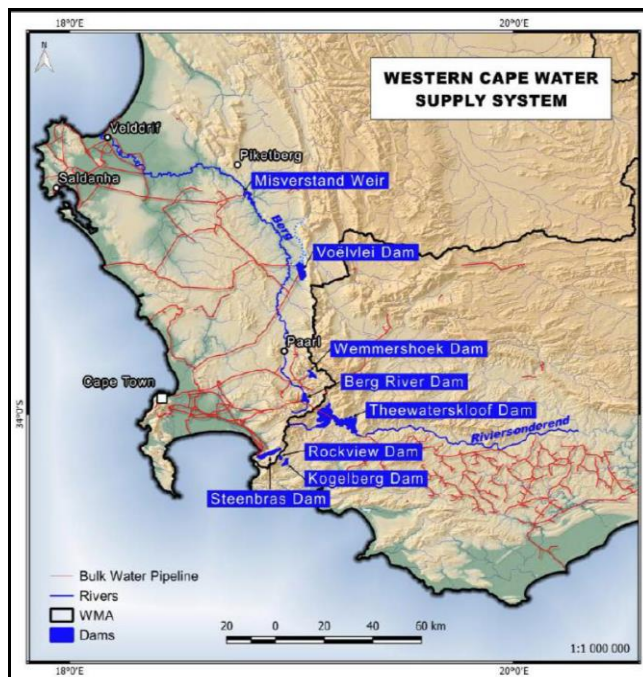 18°0'E
20°0'E
N
WESTERN CAPE WATER
SUPPLY SYSTEM
Velddrif
Piketberg
Saldanha
Misverstand Weir
Berg
Voëlvlei Dam
Paarl
Wemmershoek Dam
Cape Town
Berg River Dam
34°0'S
Theewaterskloof Dam
Riviersonderend
Rockview Dam
Kogelberg Dam
Steenbras Dam
Bulk Water Pipeline
Rivers
WMA
Dams
20 0 20 40 60 km
1:1 000 000
18°0'E
20°0'E